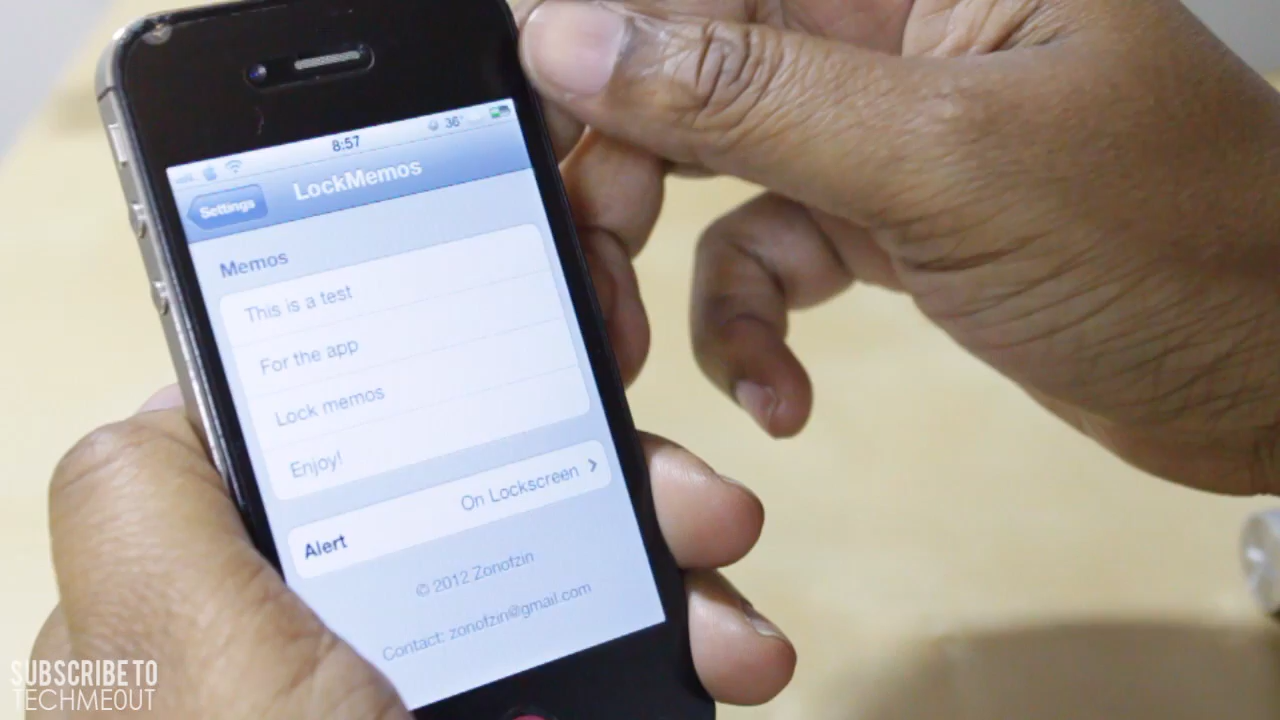 8:57
36°
Settings
LockMemos
Memos
This is a test
For the app
Lock memos
Enjoy!
Alert
On Lockscreen
© 2012 Zonofzin
Contact: zonofzin@gmail.com
SUBSCRIBE TO
TECHMEOUT